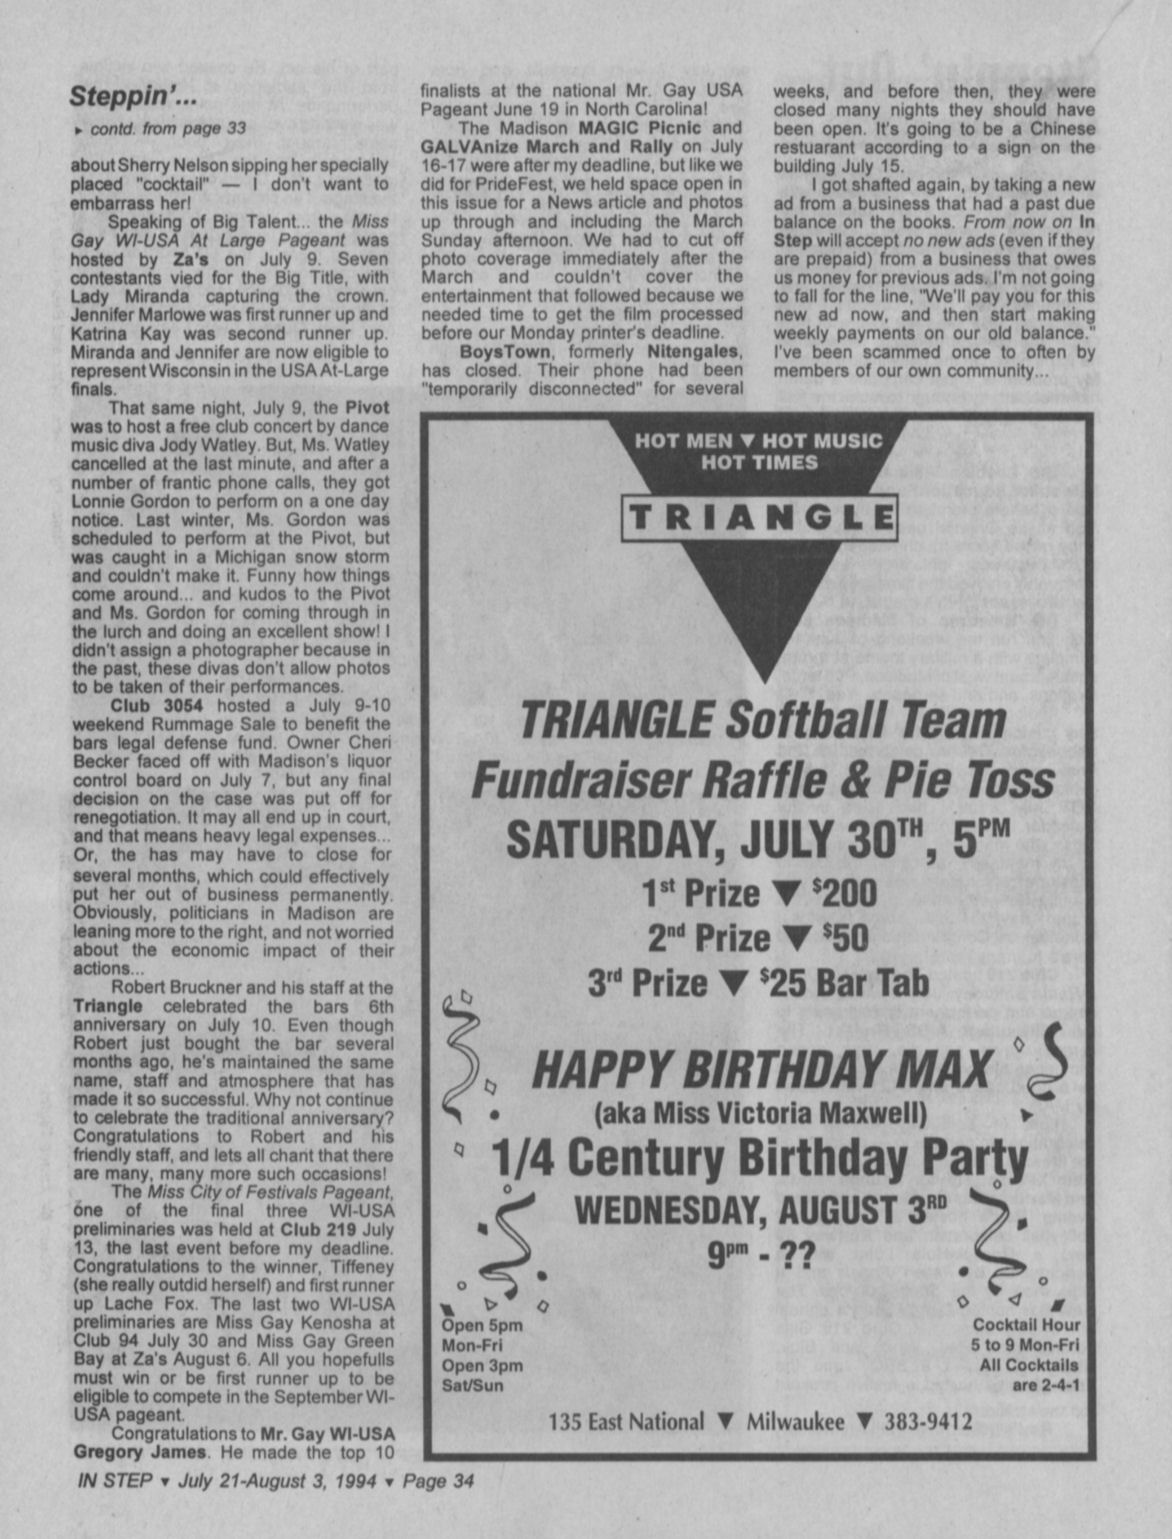 Steppin'...
▸ contd. from page 33
about Sherry Nelson sipping her specially
placed "cocktail" — I don't want to
embarrass her!
Speaking of Big Talent... the Miss
Gay WI-USA At Large Pageant was
hosted by Za's on July 9. Seven
contestants vied for the Big Title, with
Lady Miranda capturing the crown.
Jennifer Marlowe was first runner up and
Katrina Kay was second runner up.
Miranda and Jennifer are now eligible to
represent Wisconsin in the USA At-Large
finals.
That same night, July 9, the Pivot
was to host a free club concert by dance
music diva Jody Watley. But, Ms. Watley
cancelled at the last minute, and after a
number of frantic phone calls, they got
Lonnie Gordon to perform on a one day
notice. Last winter, Ms. Gordon was
scheduled to perform at the Pivot, but
was caught in a Michigan snow storm
and couldn't make it. Funny how things
come around... and kudos to the Pivot
and Ms. Gordon for coming through in
the lurch and doing an excellent show! I
didn't assign a photographer because in
the past, these divas don't allow photos
to be taken of their performances.
Club 3054 hosted a July 9-10
weekend Rummage Sale to benefit the
bars legal defense fund. Owner Cheri
Becker faced off with Madison's liquor
control board on July 7, but any final
decision on the case was put off for
renegotiation. It may all end up in court,
and that means heavy legal expenses...
Or, the has may have to close for
several months, which could effectively
put her out of business permanently.
Obviously, politicians in Madison are
leaning more to the right, and not worried
about the economic impact of their
actions...
Robert Bruckner and his staff at the
Triangle celebrated the bars 6th
anniversary on July 10. Even though
Robert just bought the bar several
months ago, he's maintained the same
name, staff and atmosphere that has
made it so successful. Why not continue
to celebrate the traditional anniversary?
Congratulations to Robert and his
friendly staff, and lets all chant that there
are many, many more such occasions!
The Miss City of Festivals Pageant,
one of the final three WI-USA
preliminaries was held at Club 219 July
13, the last event before my deadline.
Congratulations to the winner, Tiffeney
(she really outdid herself) and first runner
up Lache Fox. The last two WI-USA
preliminaries are Miss Gay Kenosha at
Club 94 July 30 and Miss Gay Green
Bay at Za's August 6. All you hopefulls
must win or be first runner up to be
eligible to compete in the September WI-
USA pageant.
Congratulations to Mr. Gay WI-USA
Gregory James. He made the top 10
finalists at the national Mr. Gay USA
Pageant June 19 in North Carolina!
The Madison MAGIC Picnic and
GALVAnize March and Rally on July
16-17 were after my deadline, but like we
did for PrideFest, we held space open in
this issue for a News article and photos
up through and including the March
Sunday afternoon. We had to cut off
photo coverage immediately after the
March and couldn't cover the
entertainment that followed because we
needed time to get the film processed
before our Monday printer's deadline.
BoysTown, formerly Nitengales,
has closed. Their phone had been
"temporarily disconnected" for several
weeks, and before then, they were
closed many nights they should have
been open. It's going to be a Chinese
restuarant according to a sign on the
building July 15.
I got shafted again, by taking a new
ad from a business that had a past due
balance on the books. From now on In
Step will accept no new ads (even if they
are prepaid) from a business that owes
us money for previous ads. I'm not going
to fall for the line, "We'll pay you for this
new ad now, and then start making
weekly payments on our old balance."
I've been scammed once to often by
members of our own community...
HOT MEN ▼ HOT MUSIC
HOT TIMES
TRIANGLE
TRIANGLE Softball Team
Fundraiser Raffle & Pie Toss
SATURDAY, JULY 30TH, 5PM
1st Prize ▼ $200
2nd Prize ▼ $50
3rd Prize ▼ $25 Bar Tab
HAPPY BIRTHDAY MAX
(aka Miss Victoria Maxwell)
1/4 Century Birthday Party
WEDNESDAY, AUGUST 3RD
9pm - ??
Open 5pm
Mon-Fri
Open 3pm
Sat/Sun
Cocktail Hour
5 to 9 Mon-Fri
All Cocktails
are 2-4-1
135 East National ▼ Milwaukee ▼ 383-9412
IN STEP ▾ July 21-August 3, 1994 ▾ Page 34